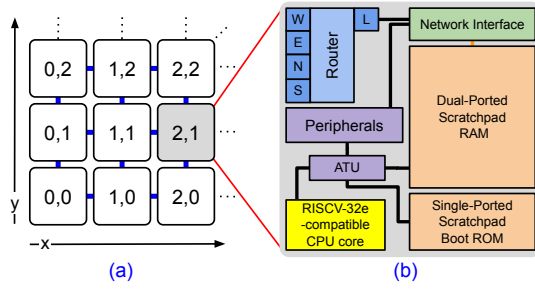 0,2 1,2 2,2
0,1 1,1 2,1
0,0 1,0 2,0
y
x
(a)
W
E
N
S
Router
L
Network Interface
Peripherals
ATU
Dual-Ported
Scratchpad
RAM
RISCV-32e
-compatible
CPU core
Single-Ported
Scratchpad
Boot ROM
(b)